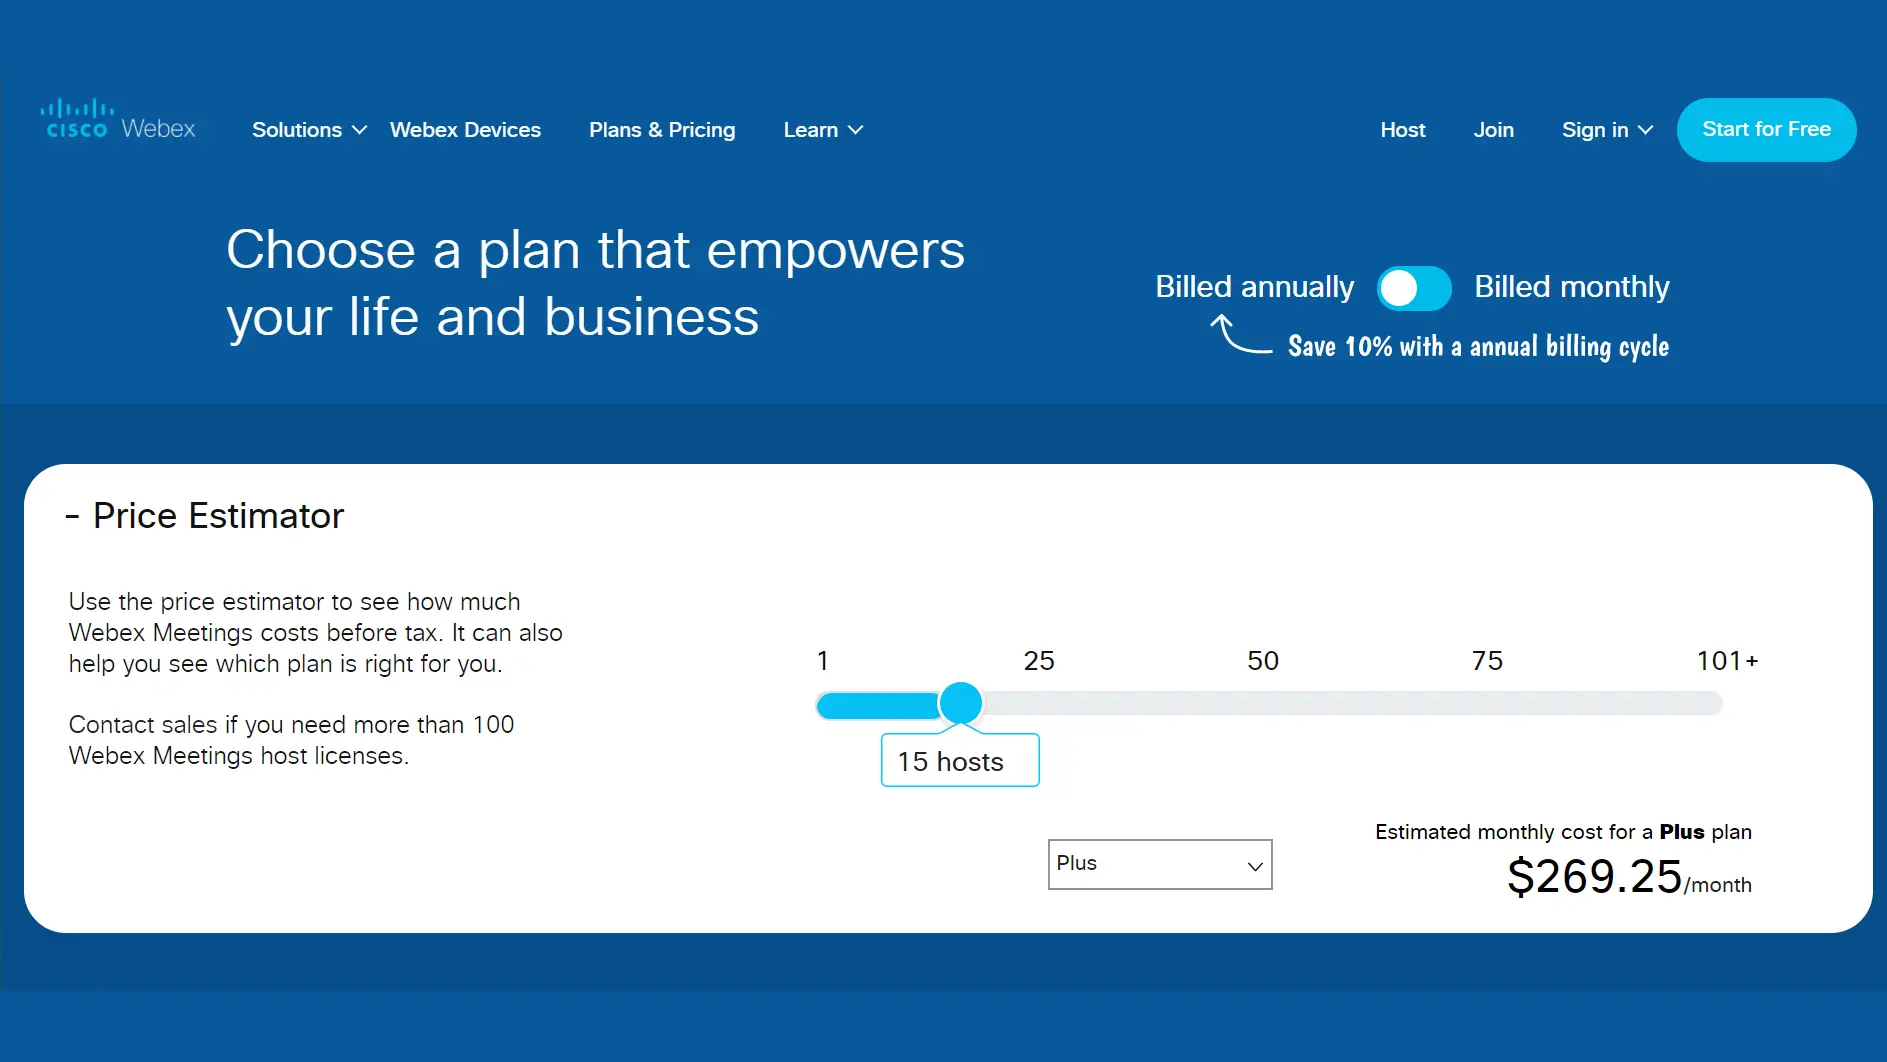 cisco Webex Solutions Webex Devices Plans & Pricing Learn Host Join Sign in Start for Free
Choose a plan that empowers
your life and business
Billed annually Billed monthly
Save 10% with a annual billing cycle
- Price Estimator
Use the price estimator to see how much
Webex Meetings costs before tax. It can also
help you see which plan is right for you.
Contact sales if you need more than 100
Webex Meetings host licenses.
1 25 50 75 101+
15 hosts
Plus
Estimated monthly cost for a Plus plan
$269.25/month